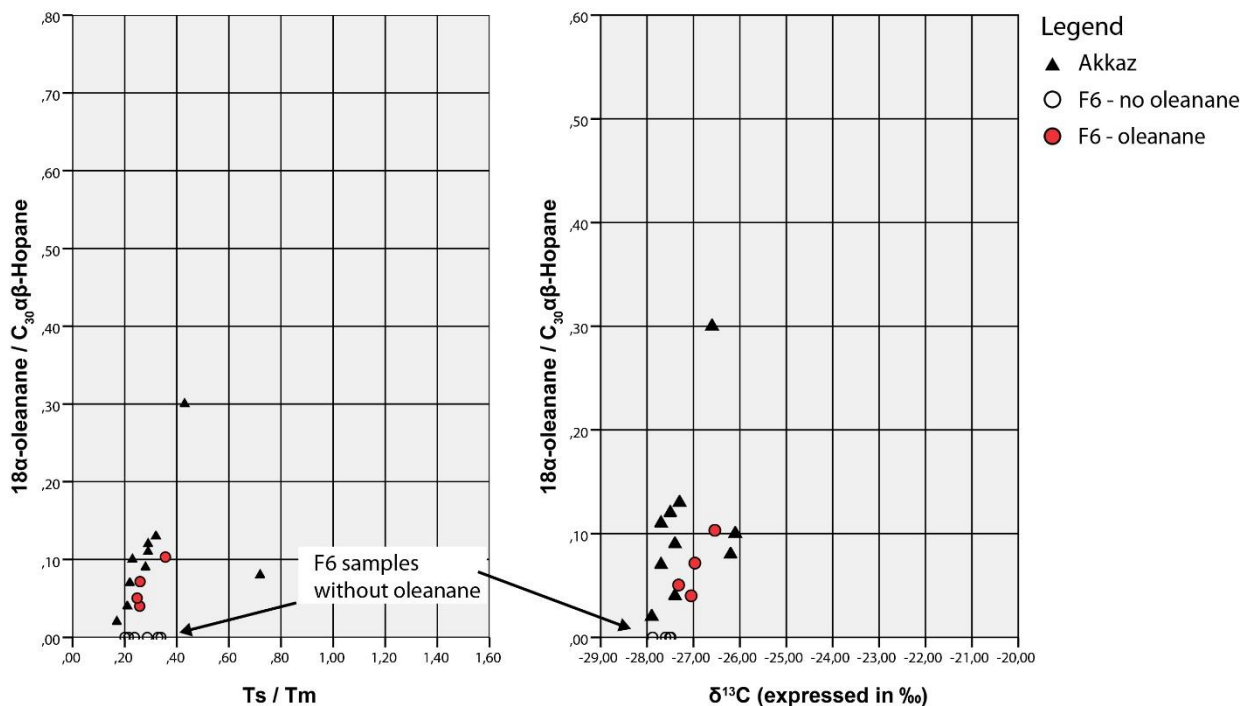 ,80
,70
,60
,50
,40
,30
,20
,10
,00
18α-oleanane / C₃₀αβ-Hopane
,00 ,20 ,40 ,60 ,80 1,00 1,20 1,40 1,60
Ts / Tm
F6 samples
without oleanane
,60
,50
,40
,30
,20
,10
,00
18α-oleanane / C₃₀αβ-Hopane
-29,00 -28,00 -27,00 -26,00 -25,00 -24,00 -23,00 -22,00 -21,00 -20,00
δ¹³C (expressed in ‰)
Legend
Akkaz
F6 - no oleanane
F6 - oleanane